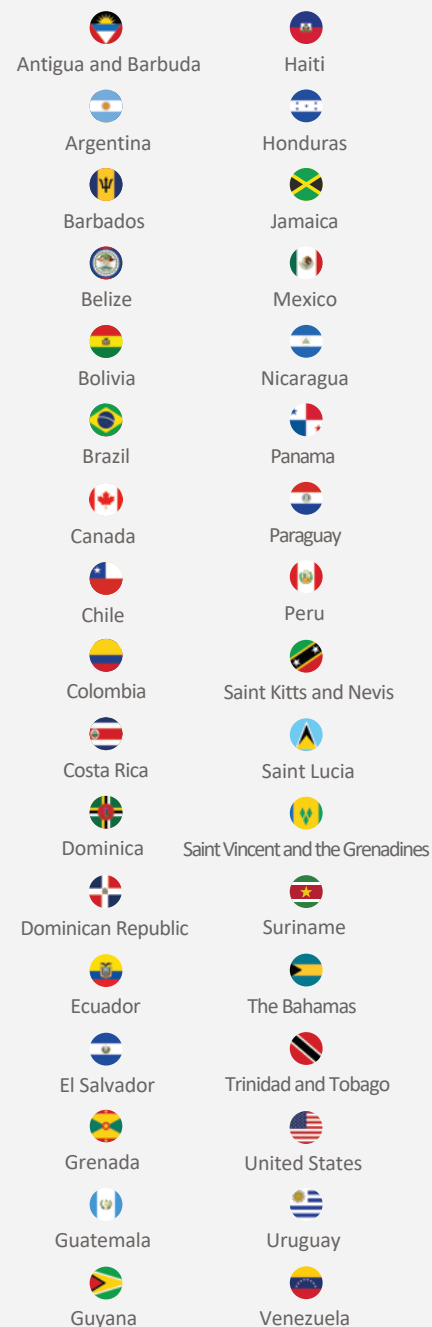 Antigua and Barbuda
Argentina
Barbados
Belize
Bolivia
Brazil
Canada
Chile
Colombia
Costa Rica
Dominica
Dominican Republic
Ecuador
El Salvador
Grenada
Guatemala
Guyana
Haiti
Honduras
Jamaica
Mexico
Nicaragua
Panama
Paraguay
Peru
Saint Kitts and Nevis
Saint Lucia
Saint Vincent and the Grenadines
Suriname
The Bahamas
Trinidad and Tobago
United States
Uruguay
Venezuela